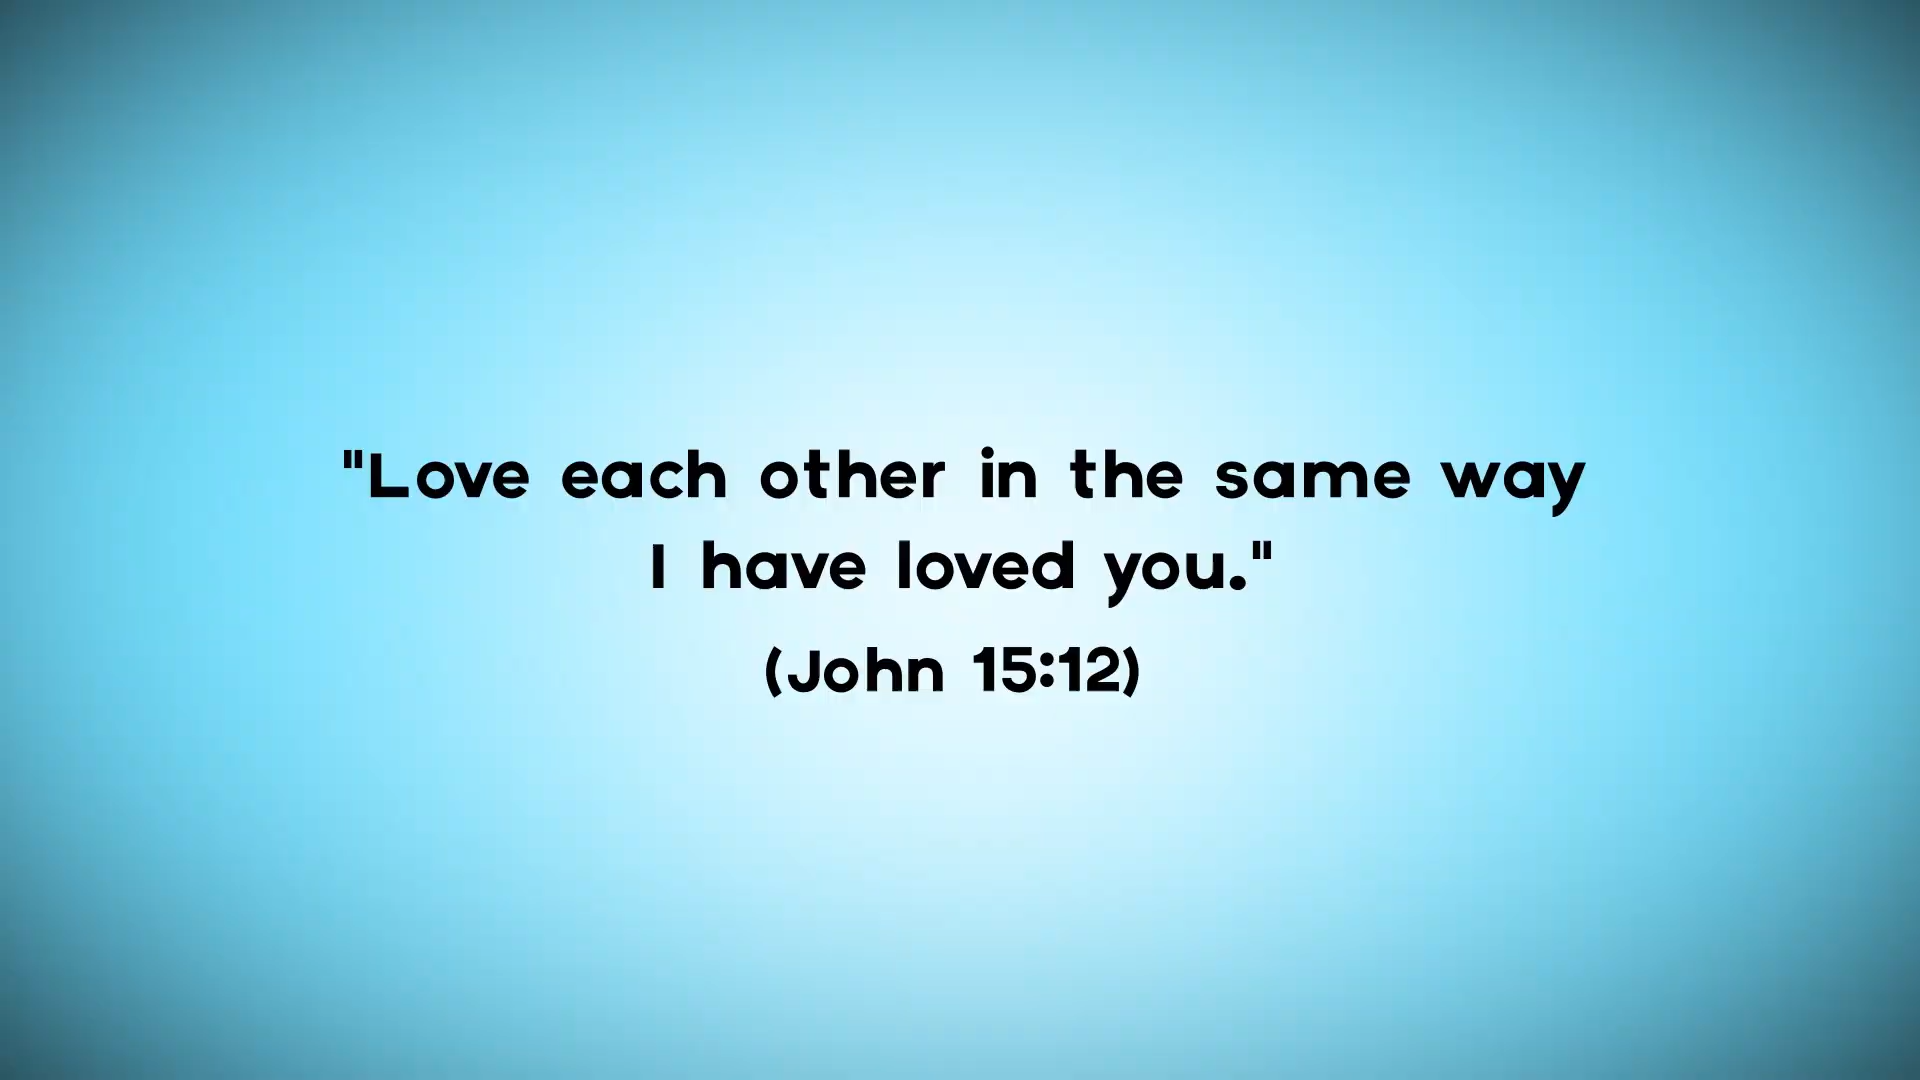 "Love each other in the same way
I have loved you."
(John 15:12)